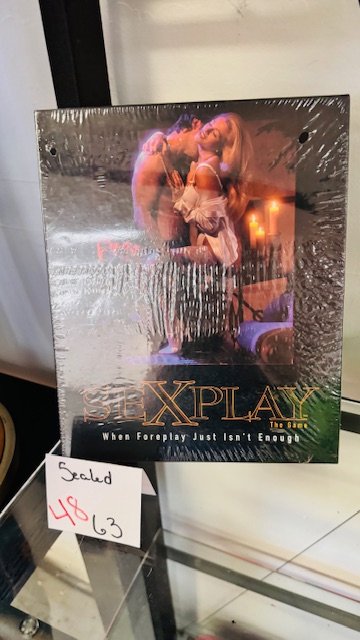 SEXPLAY
The Game
When Foreplay Just Isn't Enough
Sealed
48 63